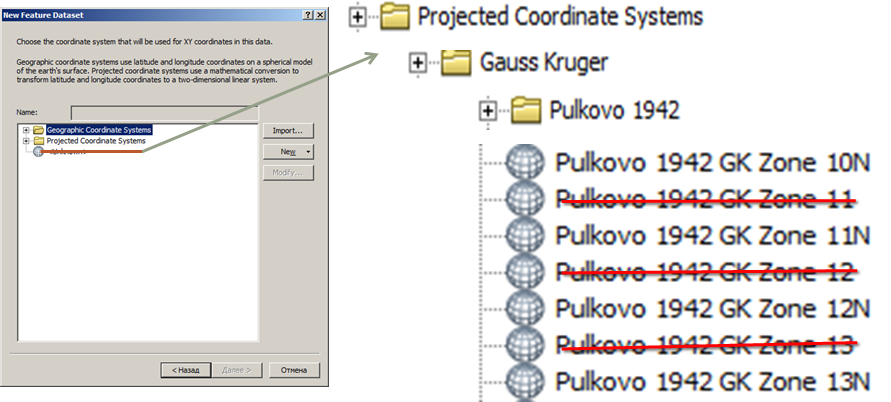 New Feature Dataset
Choose the coordinate system that will be used for XY coordinates in this data.
Geographic coordinate systems use latitude and longitude coordinates on a spherical model
of the earth's surface. Projected coordinate systems use a mathematical conversion to
transform latitude and longitude coordinates to a two-dimensional linear system.
Name:
Geographic Coordinate Systems
Projected Coordinate Systems
Import...
New
Modify...
< Назад
Далее >
Отмена
Projected Coordinate Systems
Gauss Kruger
Pulkovo 1942
Pulkovo 1942 GK Zone 10N
Pulkovo 1942 GK Zone 11
Pulkovo 1942 GK Zone 11N
Pulkovo 1942 GK Zone 12
Pulkovo 1942 GK Zone 12N
Pulkovo 1942 GK Zone 13
Pulkovo 1942 GK Zone 13N